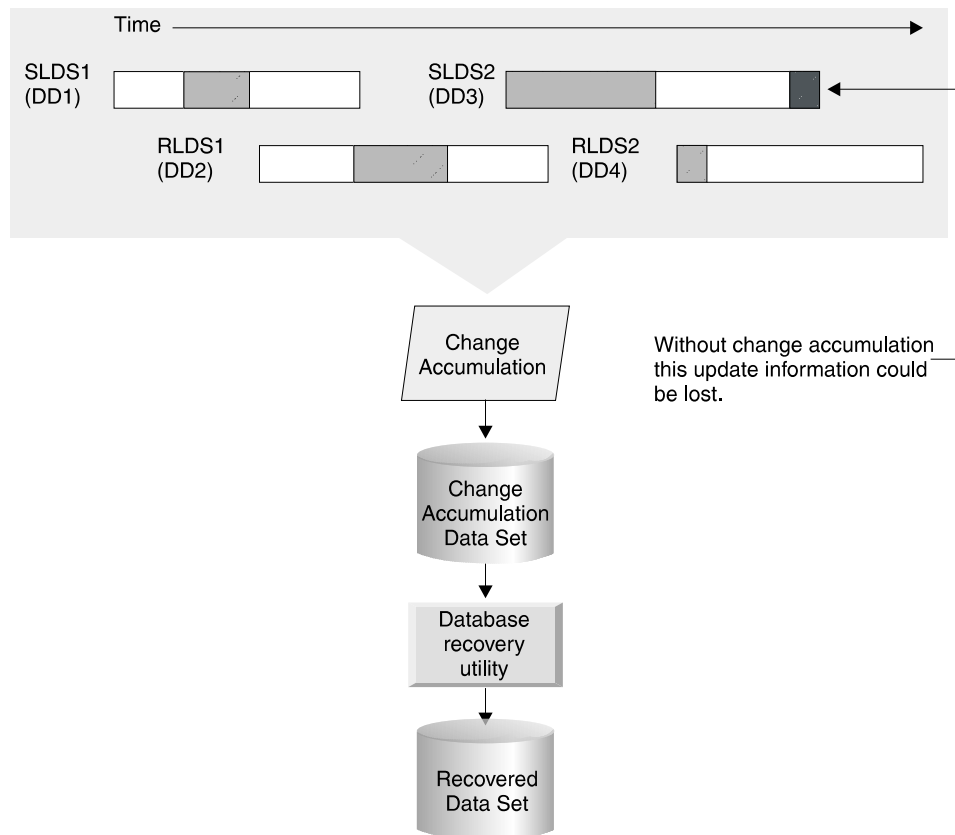 Time
SLDS1
(DD1)
SLDS2
(DD3)
RLDS1
(DD2)
RLDS2
(DD4)
Change
Accumulation
Without change accumulation
this update information could
be lost.
Change
Accumulation
Data Set
Database
recovery
utility
Recovered
Data Set